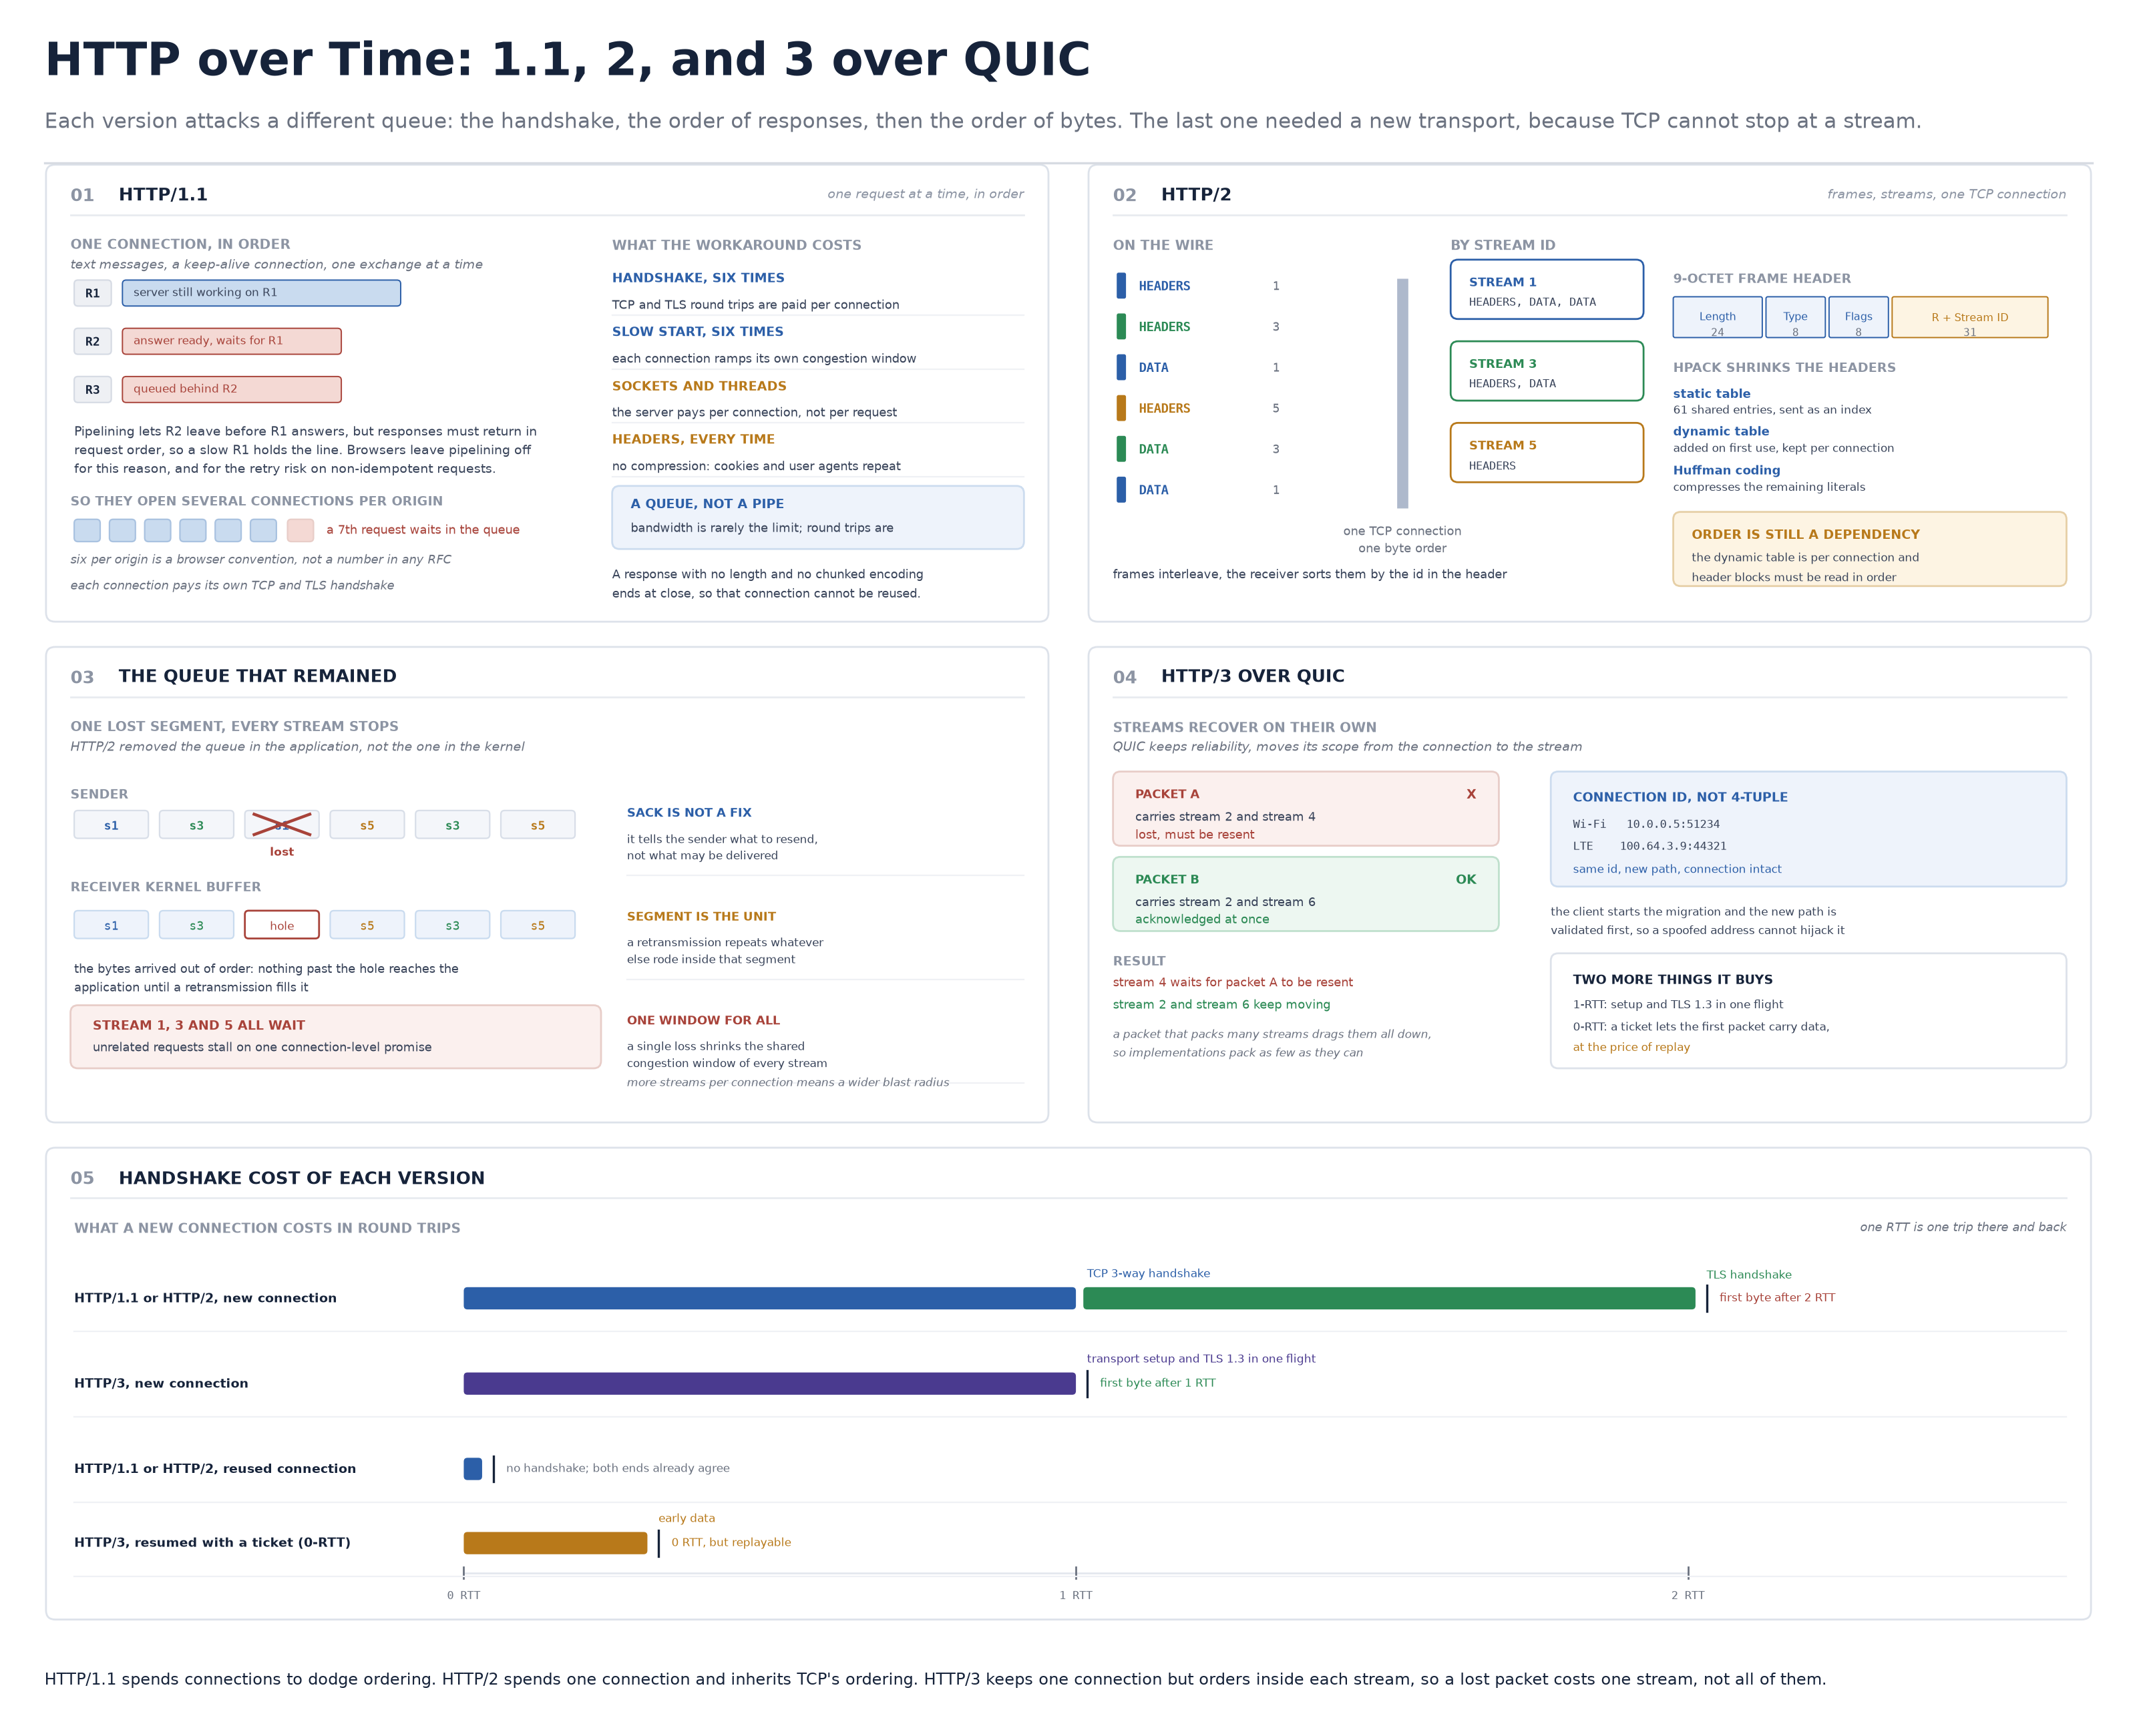 HTTP over Time: 1.1, 2, and 3 over QUIC
Each version attacks a different queue: the handshake, the order of responses, then the order of bytes. The last one needed a new transport, because TCP cannot stop at a stream.
01 HTTP/1.1
one request at a time, in order
ONE CONNECTION, IN ORDER
text messages, a keep-alive connection, one exchange at a time
R1 server still working on R1
R2 answer ready, waits for R1
R3 queued behind R2
Pipelining lets R2 leave before R1 answers, but responses must return in
request order, so a slow R1 holds the line. Browsers leave pipelining off
for this reason, and for the retry risk on non-idempotent requests.
SO THEY OPEN SEVERAL CONNECTIONS PER ORIGIN
a 7th request waits in the queue
six per origin is a browser convention, not a number in any RFC
each connection pays its own TCP and TLS handshake
WHAT THE WORKAROUND COSTS
HANDSHAKE, SIX TIMES
TCP and TLS round trips are paid per connection
SLOW START, SIX TIMES
each connection ramps its own congestion window
SOCKETS AND THREADS
the server pays per connection, not per request
HEADERS, EVERY TIME
no compression: cookies and user agents repeat
A QUEUE, NOT A PIPE
bandwidth is rarely the limit; round trips are
A response with no length and no chunked encoding
ends at close, so that connection cannot be reused.
02 HTTP/2
frames, streams, one TCP connection
ON THE WIRE
HEADERS 1
HEADERS 3
DATA 1
HEADERS 5
DATA 3
DATA 1
one TCP connection
one byte order
frames interleave, the receiver sorts them by the id in the header
BY STREAM ID
STREAM 1
HEADERS, DATA, DATA
STREAM 3
HEADERS, DATA
STREAM 5
HEADERS
9-OCTET FRAME HEADER
Length Type Flags R + Stream ID
24 8 8 31
HPACK SHRINKS THE HEADERS
static table
61 shared entries, sent as an index
dynamic table
added on first use, kept per connection
Huffman coding
compresses the remaining literals
ORDER IS STILL A DEPENDENCY
the dynamic table is per connection and
header blocks must be read in order
03 THE QUEUE THAT REMAINED
ONE LOST SEGMENT, EVERY STREAM STOPS
HTTP/2 removed the queue in the application, not the one in the kernel
SENDER
s1 s3 s1 s5 s3 s5
lost
RECEIVER KERNEL BUFFER
s1 s3 hole s5 s3 s5
the bytes arrived out of order: nothing past the hole reaches the
application until a retransmission fills it
STREAM 1, 3 AND 5 ALL WAIT
unrelated requests stall on one connection-level promise
SACK IS NOT A FIX
it tells the sender what to resend,
not what may be delivered
SEGMENT IS THE UNIT
a retransmission repeats whatever
else rode inside that segment
ONE WINDOW FOR ALL
a single loss shrinks the shared
congestion window of every stream
more streams per connection means a wider blast radius
04 HTTP/3 OVER QUIC
STREAMS RECOVER ON THEIR OWN
QUIC keeps reliability, moves its scope from the connection to the stream
PACKET A X
carries stream 2 and stream 4
lost, must be resent
PACKET B OK
carries stream 2 and stream 6
acknowledged at once
RESULT
stream 4 waits for packet A to be resent
stream 2 and stream 6 keep moving
a packet that packs many streams drags them all down,
so implementations pack as few as they can
CONNECTION ID, NOT 4-TUPLE
Wi-Fi 10.0.0.5:51234
LTE 100.64.3.9:44321
same id, new path, connection intact
the client starts the migration and the new path is
validated first, so a spoofed address cannot hijack it
TWO MORE THINGS IT BUYS
1-RTT: setup and TLS 1.3 in one flight
0-RTT: a ticket lets the first packet carry data,
at the price of replay
05 HANDSHAKE COST OF EACH VERSION
WHAT A NEW CONNECTION COSTS IN ROUND TRIPS
one RTT is one trip there and back
TCP 3-way handshake
TLS handshake
HTTP/1.1 or HTTP/2, new connection
first byte after 2 RTT
transport setup and TLS 1.3 in one flight
HTTP/3, new connection
first byte after 1 RTT
HTTP/1.1 or HTTP/2, reused connection
no handshake; both ends already agree
early data
HTTP/3, resumed with a ticket (0-RTT)
0 RTT, but replayable
0 RTT 1 RTT 2 RTT
HTTP/1.1 spends connections to dodge ordering. HTTP/2 spends one connection and inherits TCP's ordering. HTTP/3 keeps one connection but orders inside each stream, so a lost packet costs one stream, not all of them.